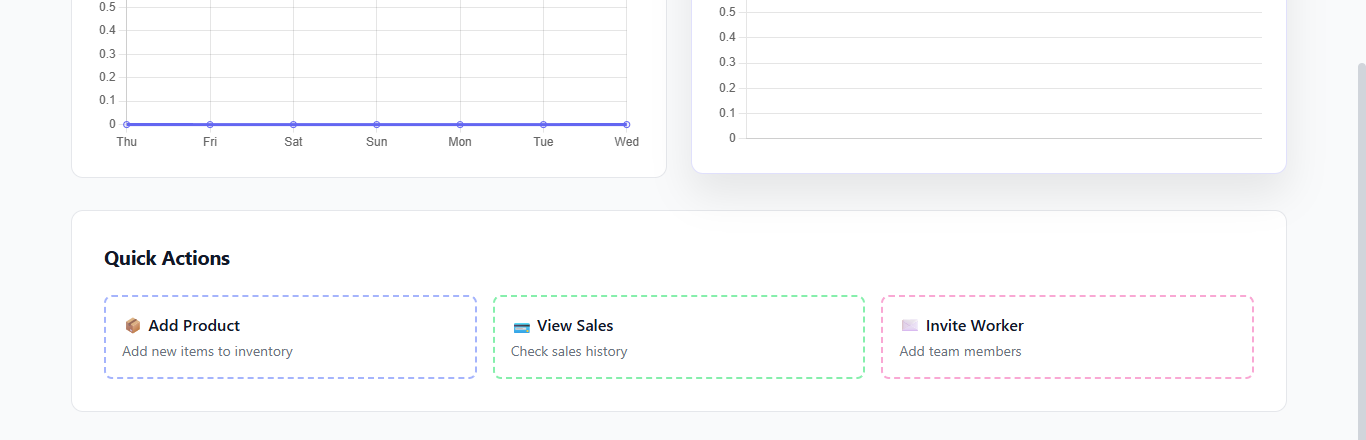 0.5
0.4
0.3
0.2
0.1
0
Thu Fri Sat Sun Mon Tue Wed
0.5
0.4
0.3
0.2
0.1
0
Quick Actions
Add Product
Add new items to inventory
View Sales
Check sales history
Invite Worker
Add team members